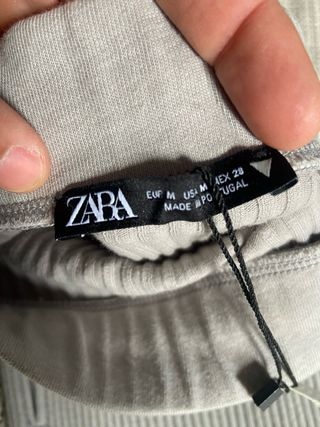 ZARA
EUR M USA M MEX 28
MADE IN PORTUGAL